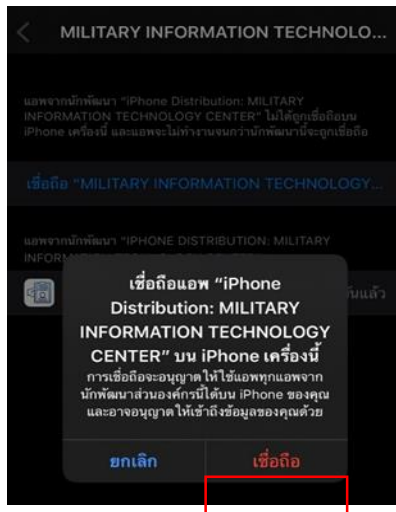 MILITARY INFORMATION TECHNOLO...
แอพจากนักพัฒนา "iPhone Distribution: MILITARY
INFORMATION TECHNOLOGY CENTER" ไม่ได้ถูกเชื่อถือบน
iPhone เครื่องนี้ และแอพจะไม่ทำงานจนกว่านักพัฒนานี้จะถูกเชื่อถือ
เชื่อถือ "MILITARY INFORMATION TECHNOLOGY...
แอพจากนักพัฒนา "IPHONE DISTRIBUTION: MILITARY
เชื่อถือแอพ "iPhone
Distribution: MILITARY
INFORMATION TECHNOLOGY
CENTER" บน iPhone เครื่องนี้
การเชื่อถือจะอนุญาตให้ใช้แอพทุกแอพจาก
นักพัฒนาส่วนองค์กรนี้ได้บน iPhone ของคุณ
และอาจอนุญาตให้เข้าถึงข้อมูลของคุณด้วย
ยกเลิก
เชื่อถือ